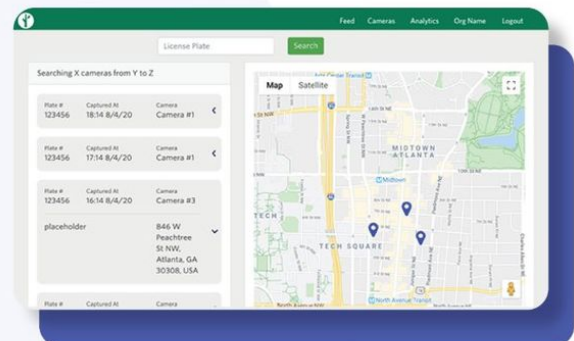 Feed Cameras Analytics Org Name Logout
License Plate Search
Searching X cameras from Y to Z
Plate # Captured At Camera
123456 18:14 8/4/20 Camera #1
Plate # Captured At Camera
123456 17:14 8/4/20 Camera #1
Plate # Captured At Camera
123456 16:14 8/4/20 Camera #3
placeholder
846 W
Peachtree
St NW,
Atlanta, GA
30308, USA
Plate # Captured At Camera
Map Satellite
MIDTOWN
ATLANTA
Midtown
TECH
TECH SQUARE
North Avenue Transit